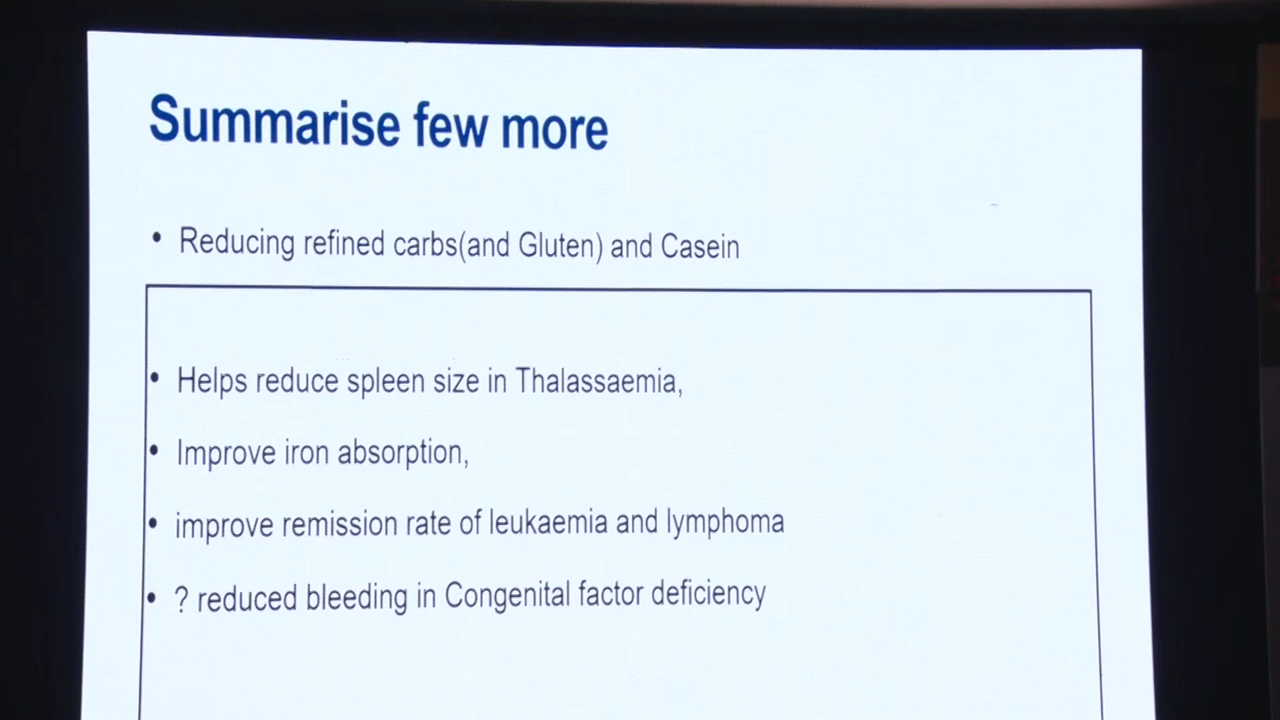 Summarise few more
• Reducing refined carbs(and Gluten) and Casein
• Helps reduce spleen size in Thalassaemia,
• Improve iron absorption,
• improve remission rate of leukaemia and lymphoma
• ? reduced bleeding in Congenital factor deficiency